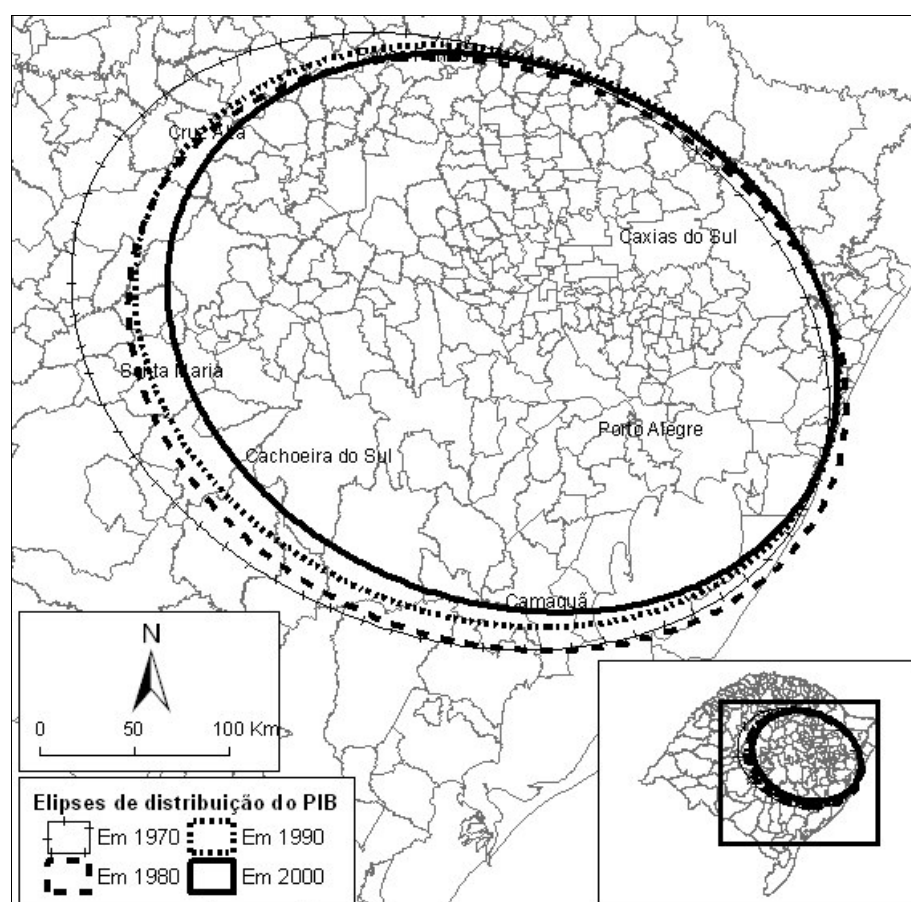 Cruz Alta
Caxias do Sul
Santa Maria
Porto Alegre
Cachoeira do Sul
Camaquã
N
0 50 100 Km
Elipses de distribuição do PIB
Em 1970 Em 1990
Em 1980 Em 2000